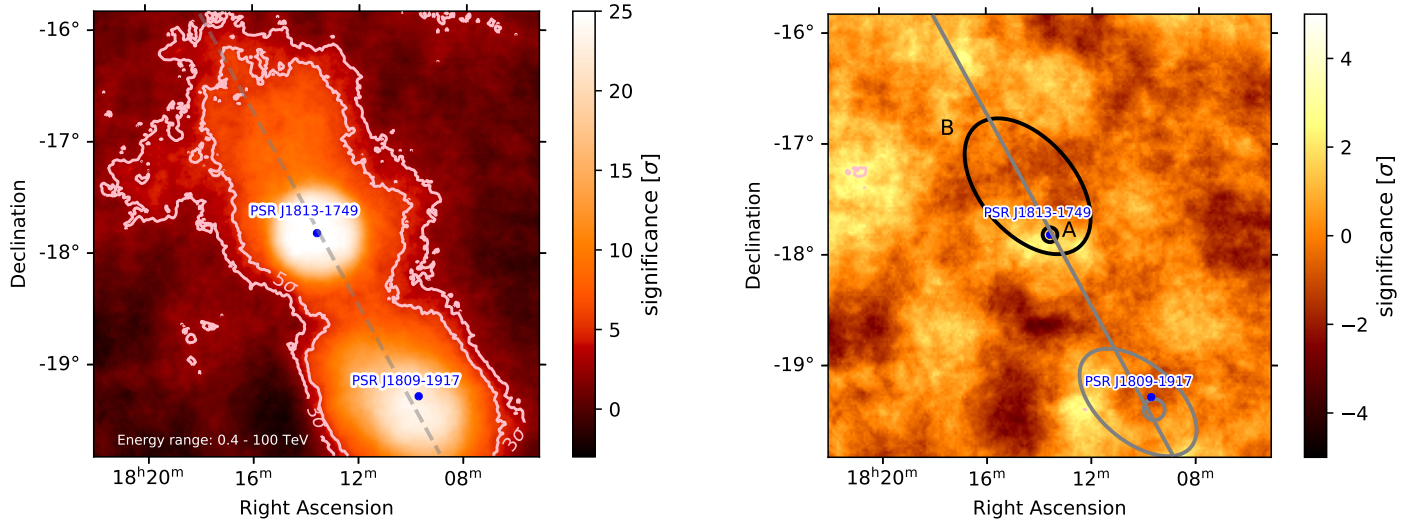 -16°
-17°
-18°
-19°
Declination
PSR J1813-1749
5σ
PSR J1809-1917
5σ
3σ
Energy range: 0.4 - 100 TeV
18ʰ20ᵐ
16ᵐ
12ᵐ
08ᵐ
Right Ascension
25
20
15
10
5
0
significance [σ]
-16°
-17°
-18°
-19°
Declination
B
PSR J1813-1749
A
PSR J1809-1917
18ʰ20ᵐ
16ᵐ
12ᵐ
08ᵐ
Right Ascension
4
2
0
−2
−4
significance [σ]